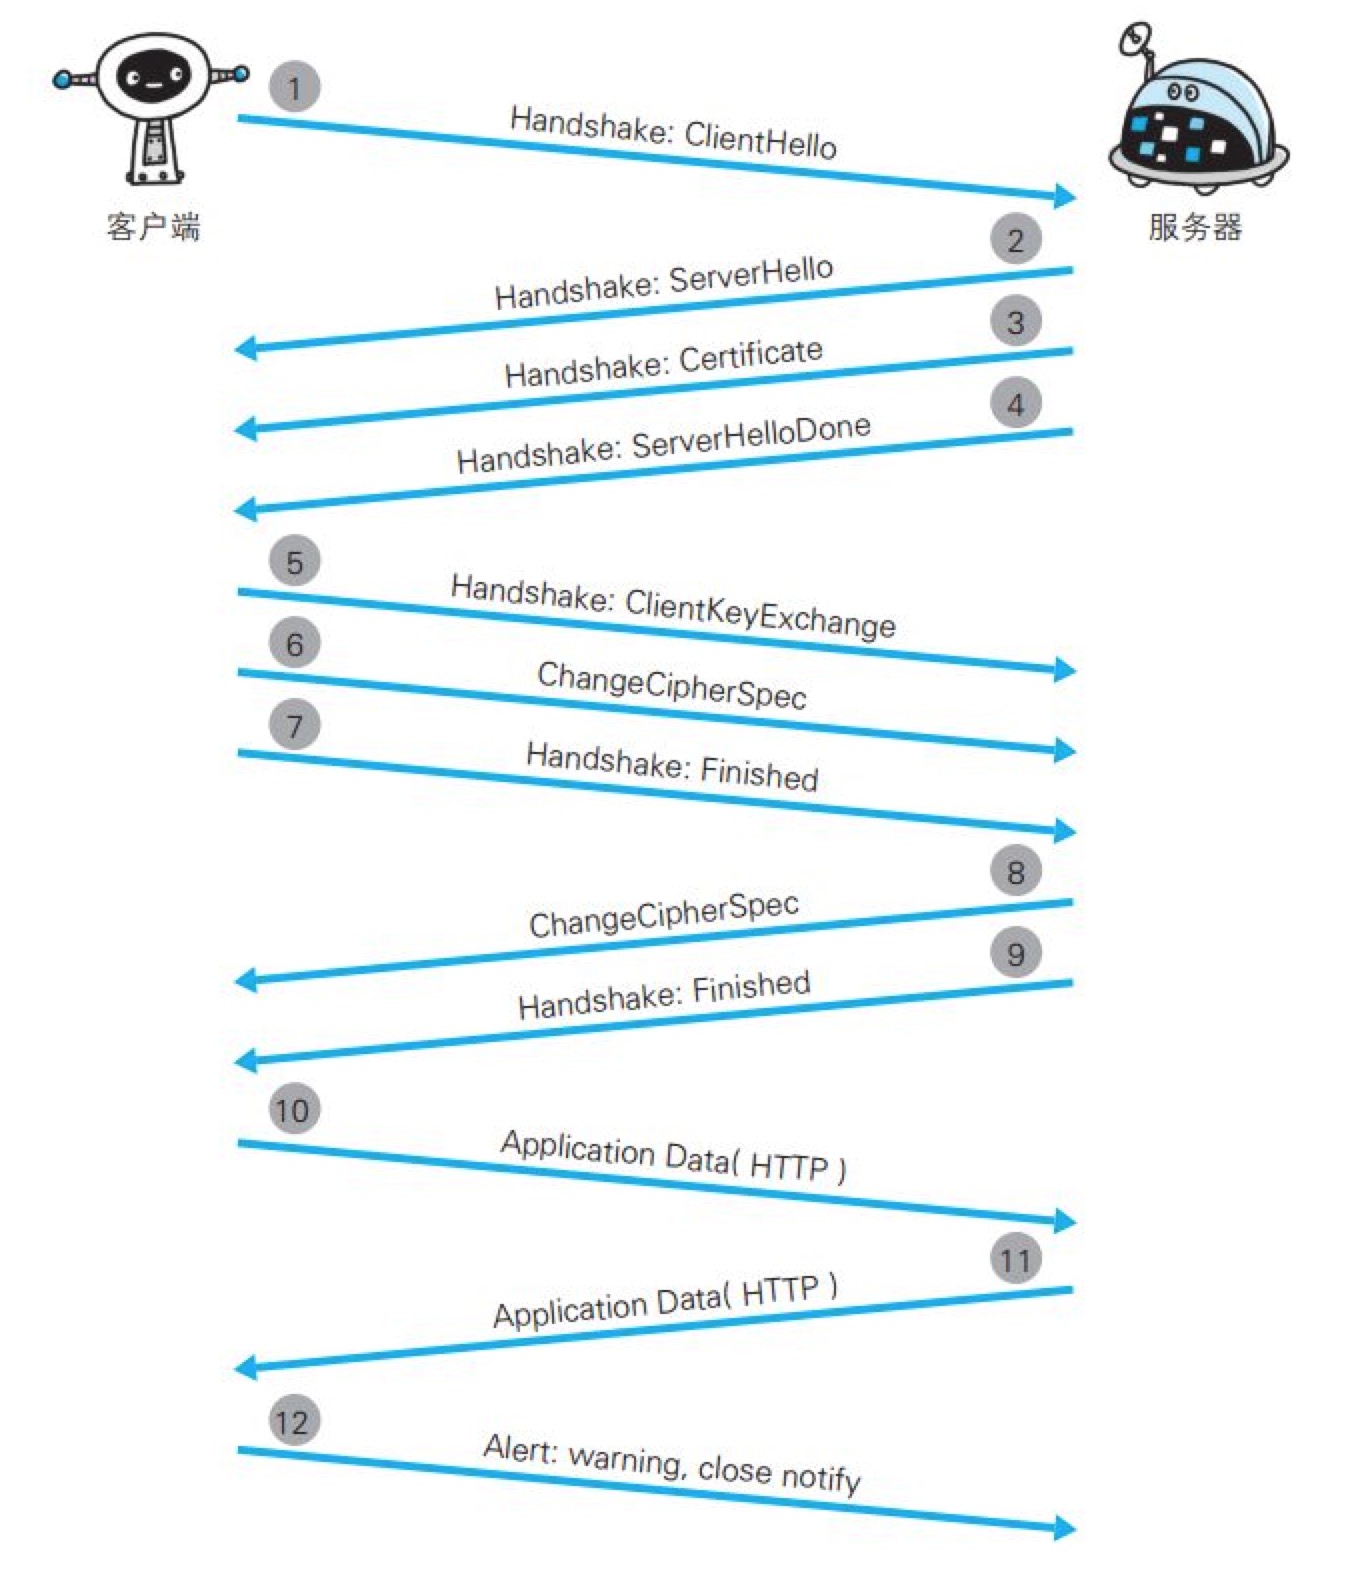 1
Handshake: ClientHello
客户端
服务器
2
Handshake: ServerHello
3
Handshake: Certificate
4
Handshake: ServerHelloDone
5
Handshake: ClientKeyExchange
6
ChangeCipherSpec
7
Handshake: Finished
8
ChangeCipherSpec
9
Handshake: Finished
10
Application Data( HTTP )
11
Application Data( HTTP )
12
Alert: warning, close notify